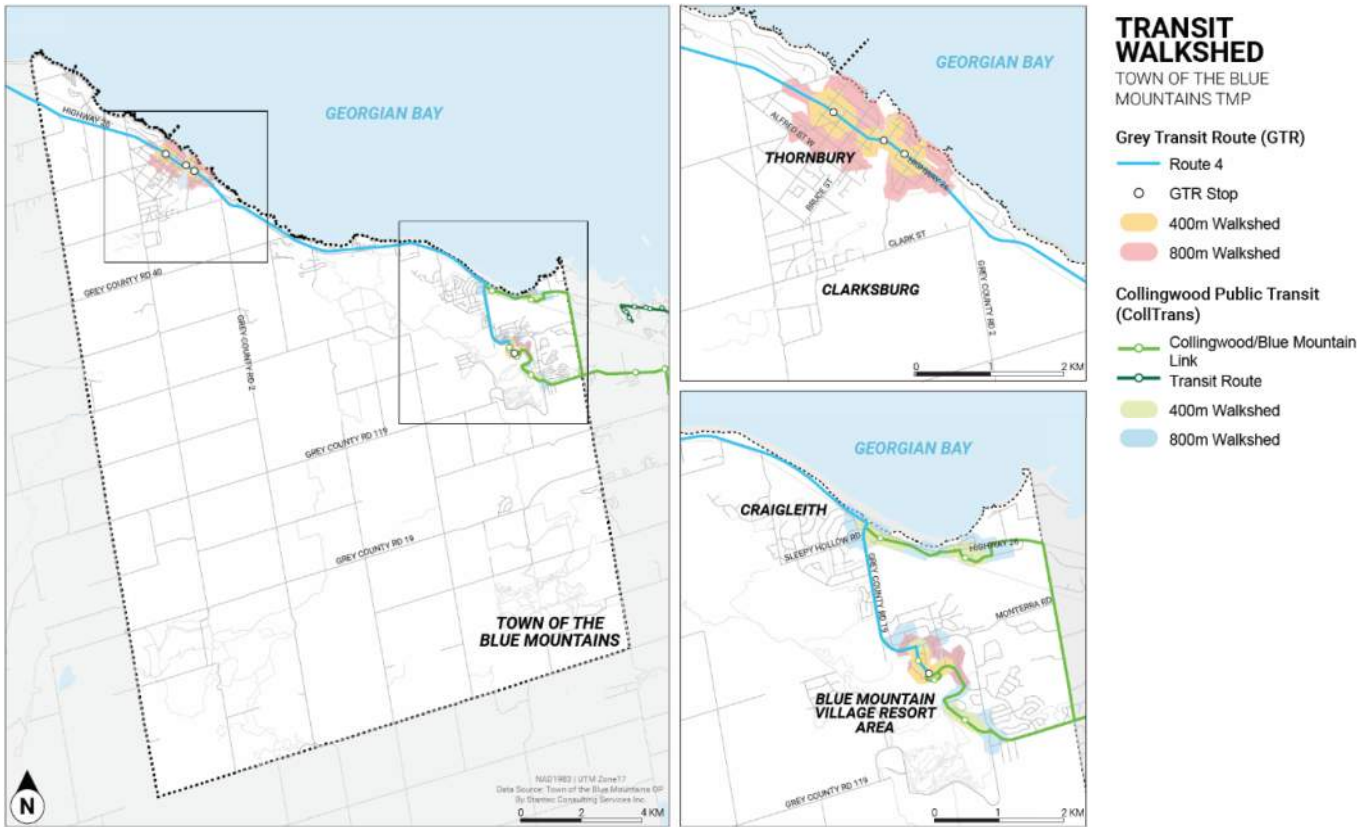 GEORGIAN BAY
HIGHWAY 26
GREY COUNTY RD 40
GREY COUNTY RD 2
GREY COUNTY RD 119
GREY COUNTY RD 19
TOWN OF THE
BLUE MOUNTAINS
N
NAD1983 | UTM Zone17
Data Source: Town of the Blue Mountains OP
By Stantec Consulting Services Inc.
0 2 4 KM
GEORGIAN BAY
ALFRED ST W
THORNBURY
HIGHWAY 26
BRUCE ST
CLARK ST
CLARKSBURG
GREY COUNTY RD 2
0 1 2 KM
GEORGIAN BAY
CRAIGLEITH
SLEEPY HOLLOW RD
HIGHWAY 26
GREY COUNTY RD 19
MONTERRA RD
BLUE MOUNTAIN
VILLAGE RESORT
AREA
GREY COUNTY RD 119
0 1 2 KM
TRANSIT
WALKSHED
TOWN OF THE BLUE
MOUNTAINS TMP
Grey Transit Route (GTR)
Route 4
GTR Stop
400m Walkshed
800m Walkshed
Collingwood Public Transit
(CollTrans)
Collingwood/Blue Mountain
Link
Transit Route
400m Walkshed
800m Walkshed